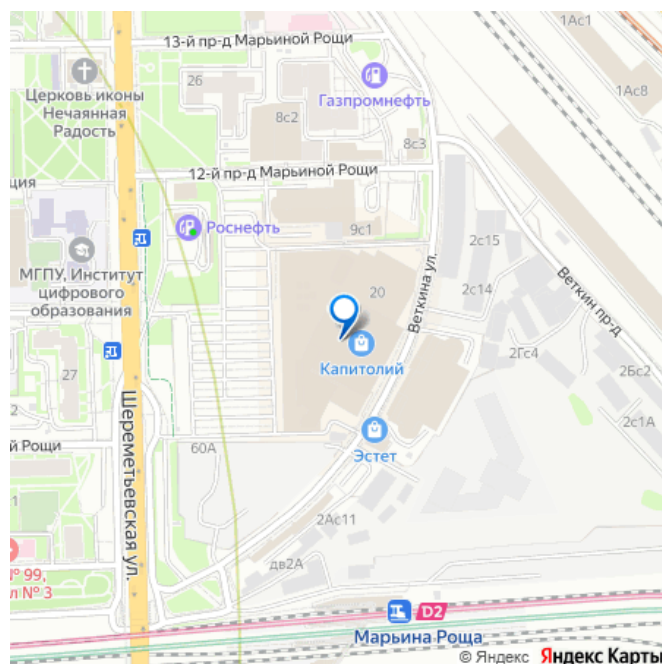 13-й пр-д Марьиной Рощи
1Ас1
Церковь иконы
Нечаянная
Радость
26
Газпромнефть
1Ас8
8с2
8с3
12-й пр-д Марьиной Рощи
ция
Роснефть
9с1
2с15
МГПУ, Институт
цифрового
образования
20
Веткина ул.
2с14
Веткин пр-д
Капитолий
2Гс4
2Бс2
27
Шереметьевская ул.
2с1А
Эстет
й Рощи
60А
2Ас11
дв2А
№ 99,
л № 3
D2
Марьина Роща
© Яндекс Яндекс Карты